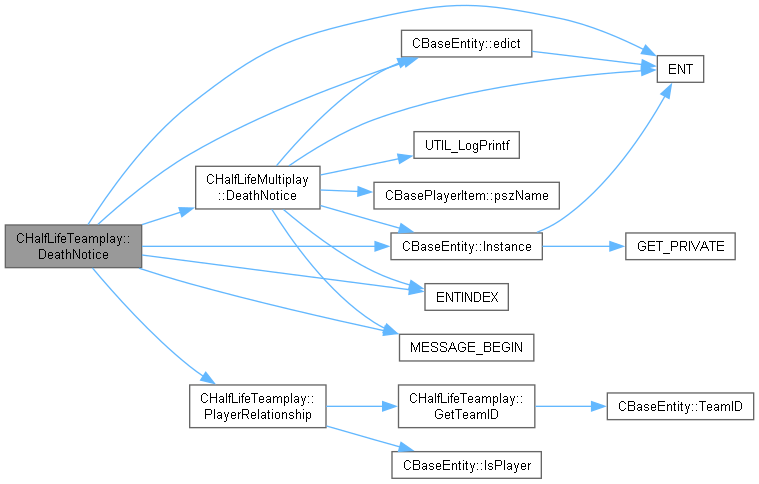 CHalfLifeTeamplay::
DeathNotice
CHalfLifeMultiplay
::DeathNotice
CBaseEntity::edict
ENT
UTIL_LogPrintf
CBasePlayerItem::pszName
CBaseEntity::Instance
GET_PRIVATE
ENTINDEX
MESSAGE_BEGIN
CHalfLifeTeamplay::
PlayerRelationship
CHalfLifeTeamplay::
GetTeamID
CBaseEntity::TeamID
CBaseEntity::IsPlayer